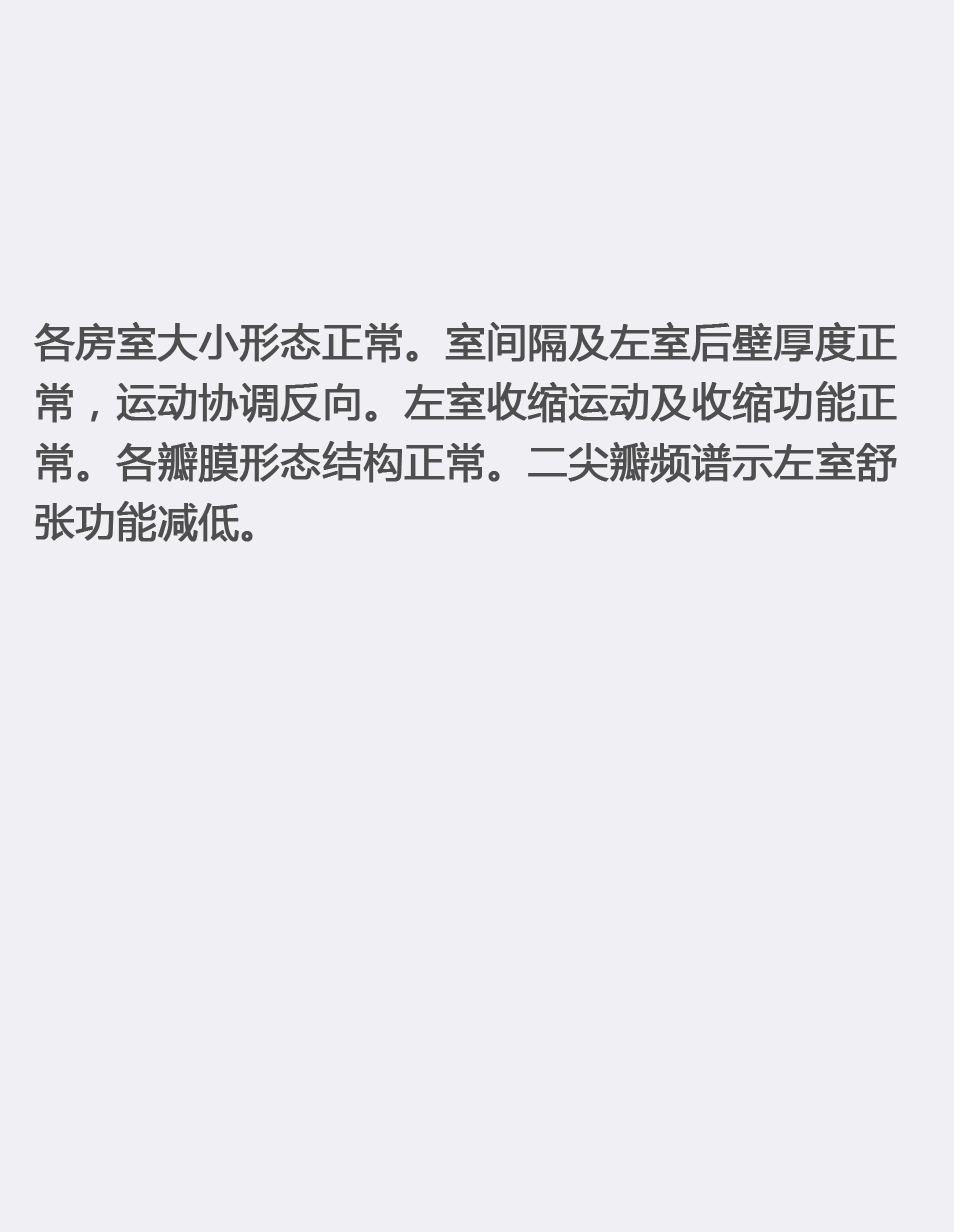 各房室大小形态正常。室间隔及左室后壁厚度正
常，运动协调反向。左室收缩运动及收缩功能正
常。各瓣膜形态结构正常。二尖瓣频谱示左室舒
张功能减低。